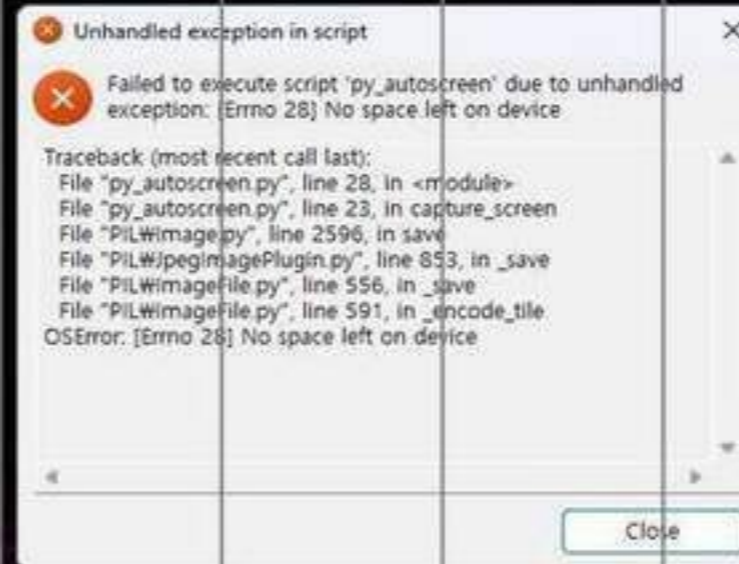 Unhandled exception in script
Failed to execute script 'py_autoscreen' due to unhandled
exception: [Errno 28] No space left on device
Traceback (most recent call last):
File "py_autoscreen.py", line 28, in <module>
File "py_autoscreen.py", line 23, in capture_screen
File "PIL₩Image.py", line 2596, in save
File "PIL₩JpegImagePlugin.py", line 853, in _save
File "PIL₩ImageFile.py", line 556, in _save
File "PIL₩ImageFile.py", line 591, in _encode_tile
OSError: [Errno 28] No space left on device
Close